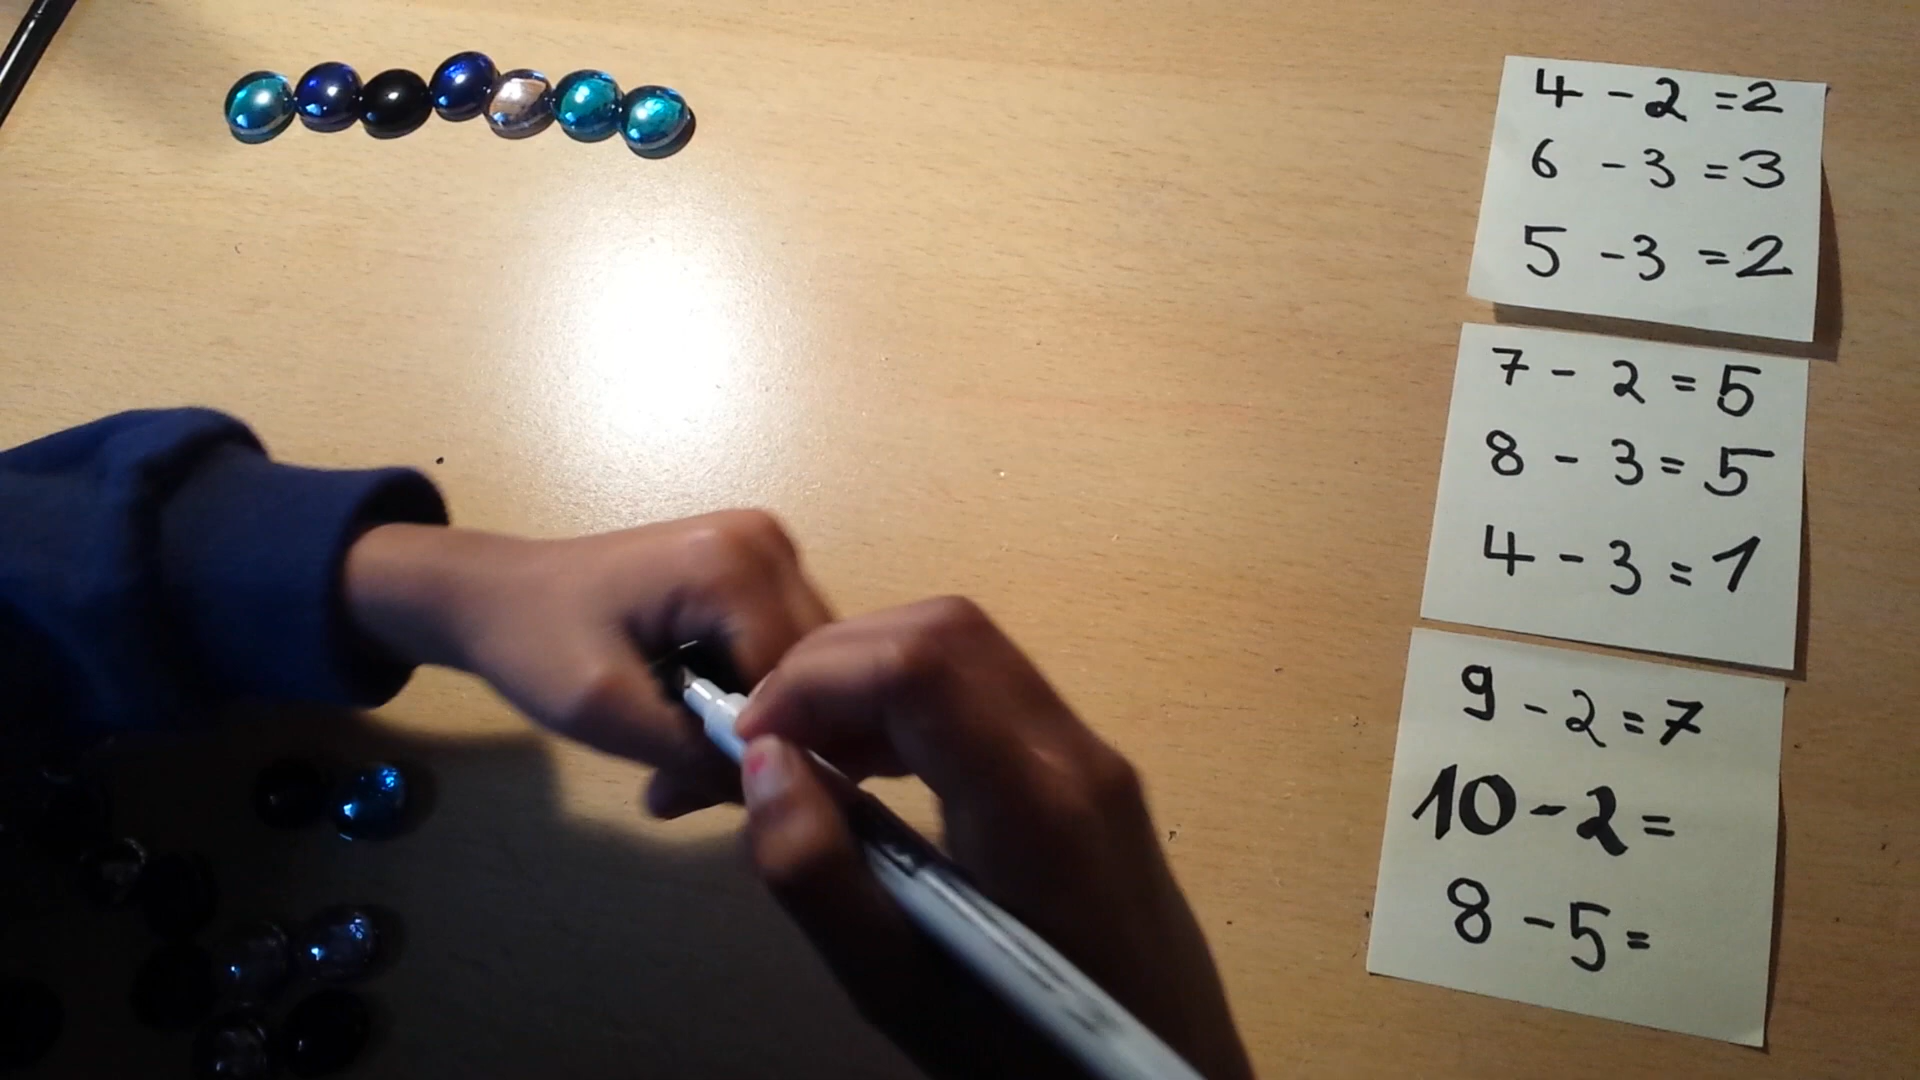 4 - 2 = 2
6 - 3 = 3
5 - 3 = 2
7 - 2 = 5
8 - 3 = 5
4 - 3 = 1
9 - 2 = 7
10 - 2 =
8 - 5 =